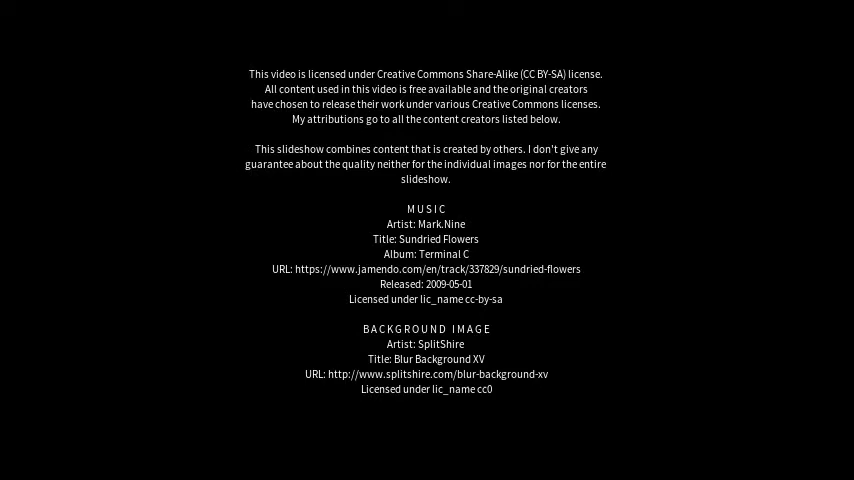 This video is licensed under Creative Commons Share-Alike (CC BY-SA) license.
All content used in this video is free available and the original creators
have chosen to release their work under various Creative Commons licenses.
My attributions go to all the content creators listed below.
This slideshow combines content that is created by others. I don't give any
guarantee about the quality neither for the individual images nor for the entire
slideshow.
MUSIC
Artist: Mark.Nine
Title: Sundried Flowers
Album: Terminal C
URL: https://www.jamendo.com/en/track/337829/sundried-flowers
Released: 2009-05-01
Licensed under lic_name cc-by-sa
BACKGROUND IMAGE
Artist: SplitShire
Title: Blur Background XV
URL: http://www.splitshire.com/blur-background-xv
Licensed under lic_name cc0